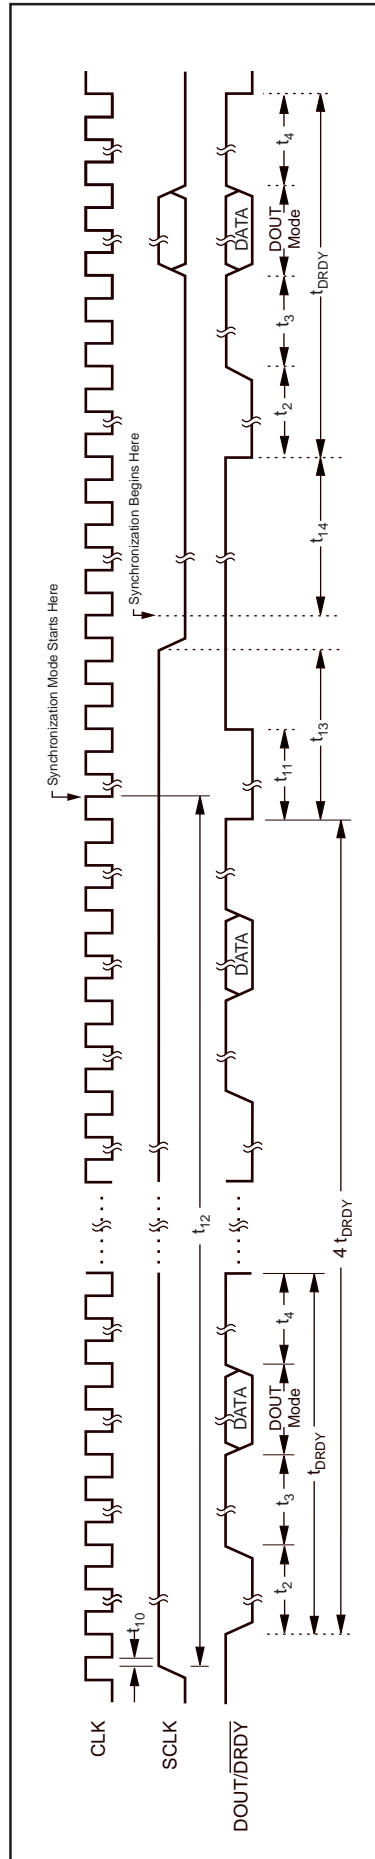 CLK
SCLK
DOUT/DRDY
Synchronization Mode Starts Here
Synchronization Begins Here
t10
t12
t2
t3
DOUT
Mode
t4
tDRDY
4 tDRDY
DATA
DATA
t11
t13
t14
t2
t3
DATA
DOUT
Mode
t4
tDRDY